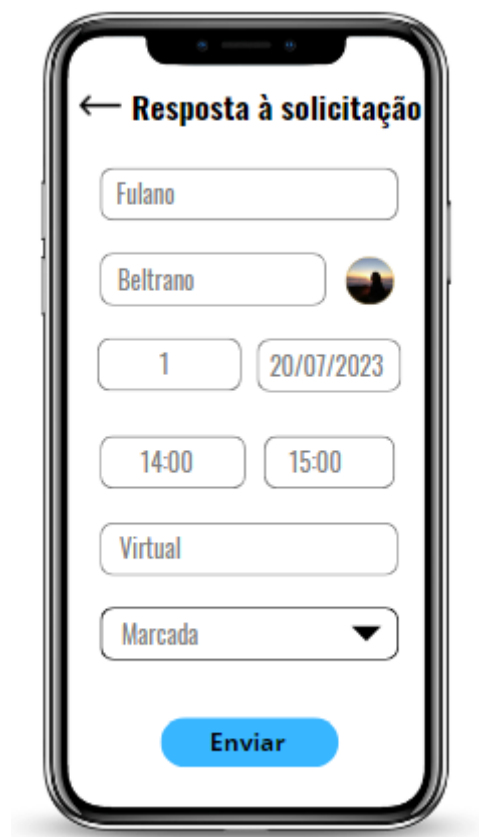 Resposta à solicitação
Fulano
Beltrano
1 20/07/2023
14:00 15:00
Virtual
Marcada
Enviar